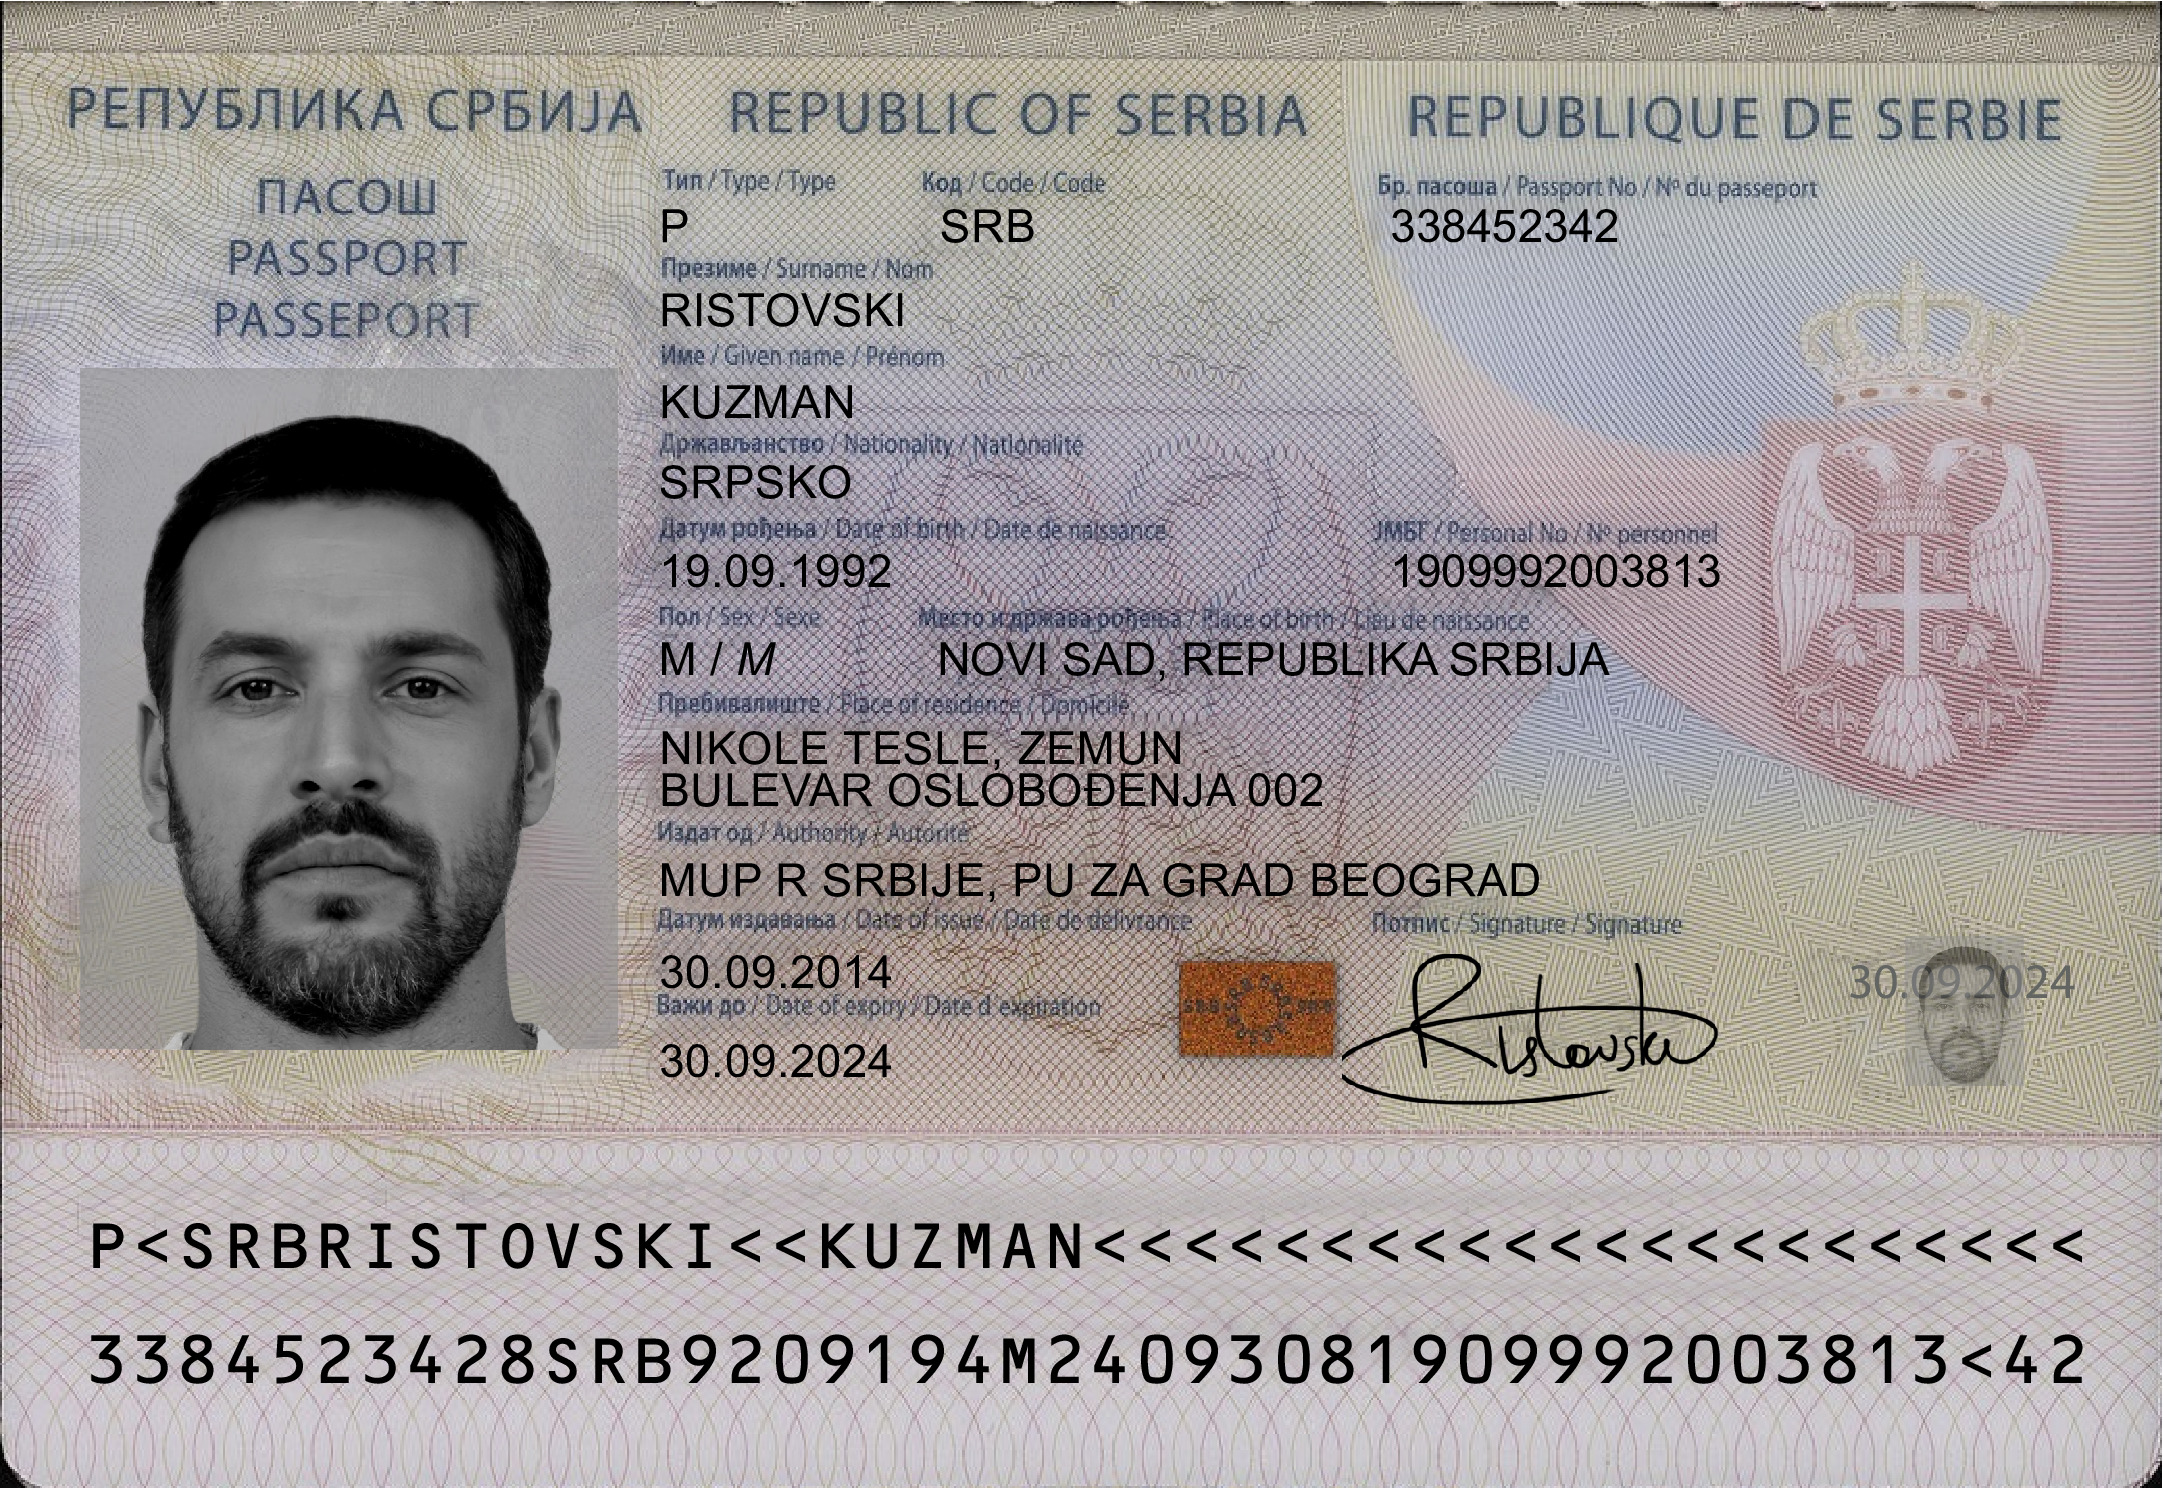 РЕПУБЛИКА СРБИЈА REPUBLIC OF SERBIA REPUBLIQUE DE SERBIE
ПАСОШ
PASSPORT
PASSEPORT
Тип / Type / Type Код / Code / Code Бр. пасоша / Passport No / Nº du passeport
P SRB 338452342
Презиме / Surname / Nom
RISTOVSKI
Име / Given name / Prénom
KUZMAN
Држављанство / Nationality / Nationalité
SRPSKO
Датум рођења / Date of birth / Date de naissance ЈМБГ / Personal No / Nº personnel
19.09.1992 1909992003813
Пол / Sex / Sexe Место и држава рођења / Place of birth / Lieu de naissance
M / M NOVI SAD, REPUBLIKA SRBIJA
Пребивалиште / Place of residence / Domicile
NIKOLE TESLE, ZEMUN
BULEVAR OSLOBOĐENJA 002
Издат од / Authority / Autorité
MUP R SRBIJE, PU ZA GRAD BEOGRAD
Датум издавања / Date of issue / Date de délivrance Потпис / Signature / Signature
30.09.2014 Ristovski 30.09.2024
Важи до / Date of expiry / Date d expiration
30.09.2024
P<SRBRISTOVSKI<<KUZMAN<<<<<<<<<<<<<<<<<<<<<<
3384523428SRB9209194M24093081909992003813<42